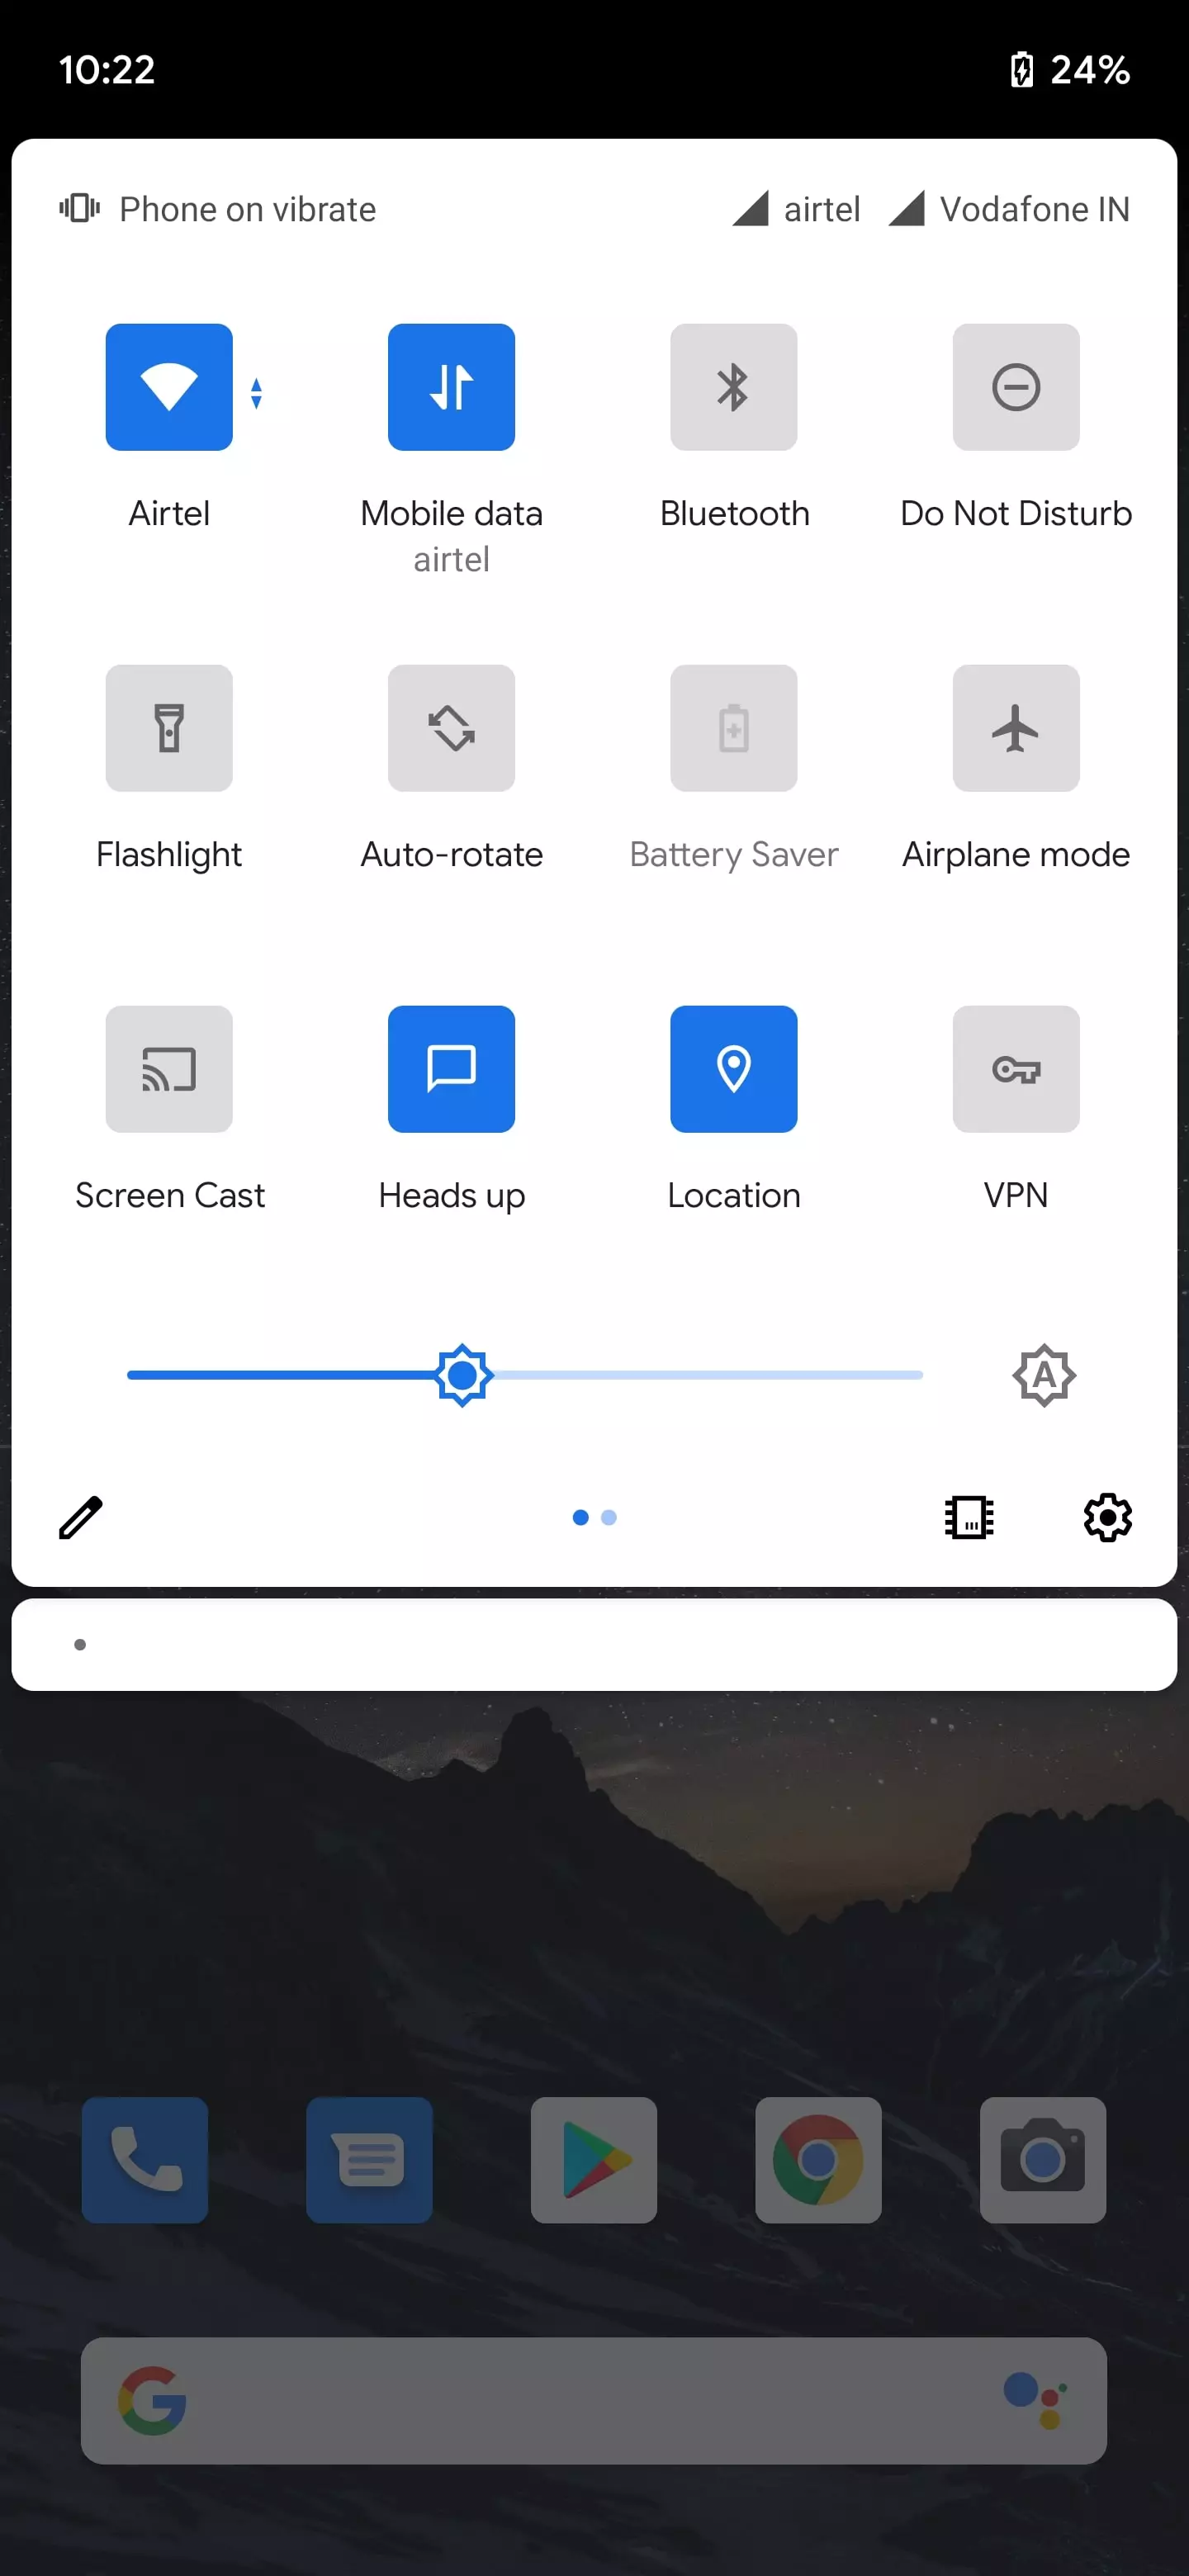 10:22
24%
Phone on vibrate
airtel
Vodafone IN
Airtel
Mobile data
airtel
Bluetooth
Do Not Disturb
Flashlight
Auto-rotate
Battery Saver
Airplane mode
Screen Cast
Heads up
Location
VPN
A